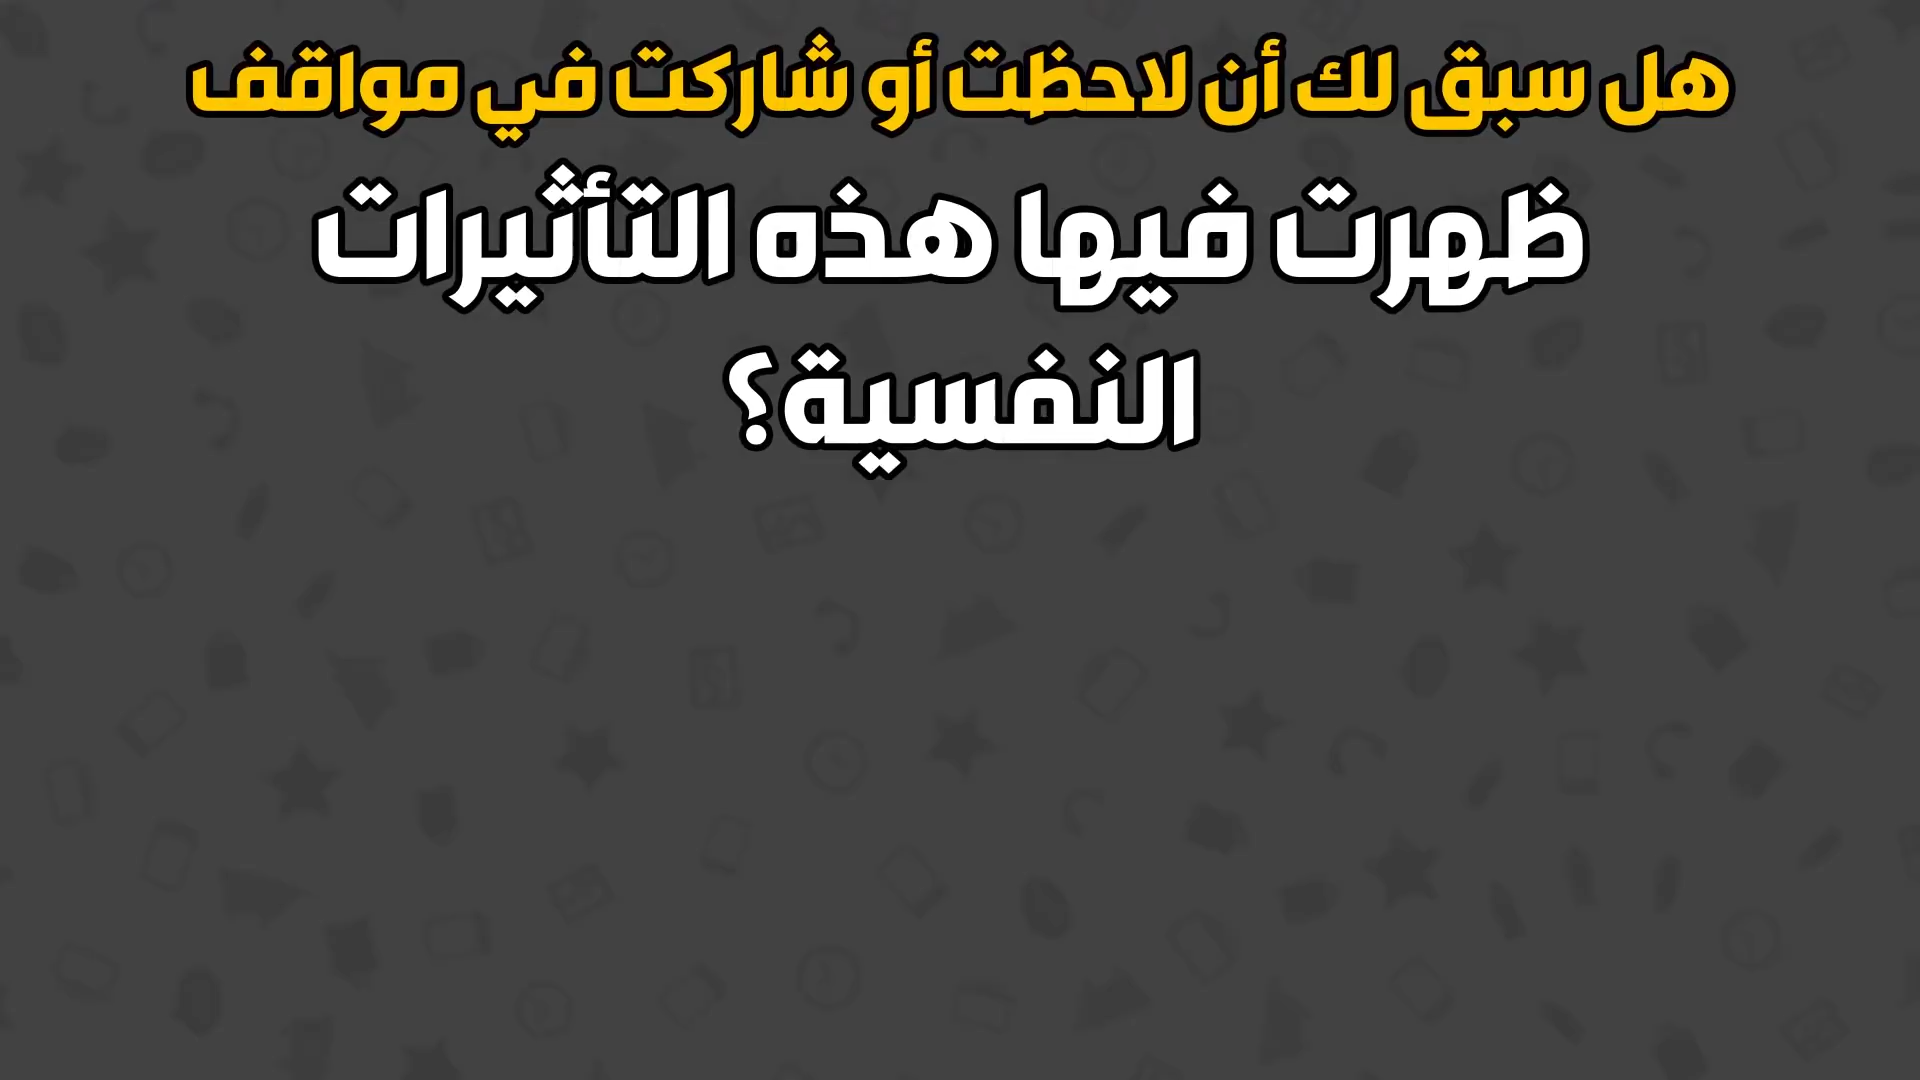 هل سبق لك أن لاحظت أو شاركت في مواقف
ظهرت فيها هذه التأثيرات
النفسية؟